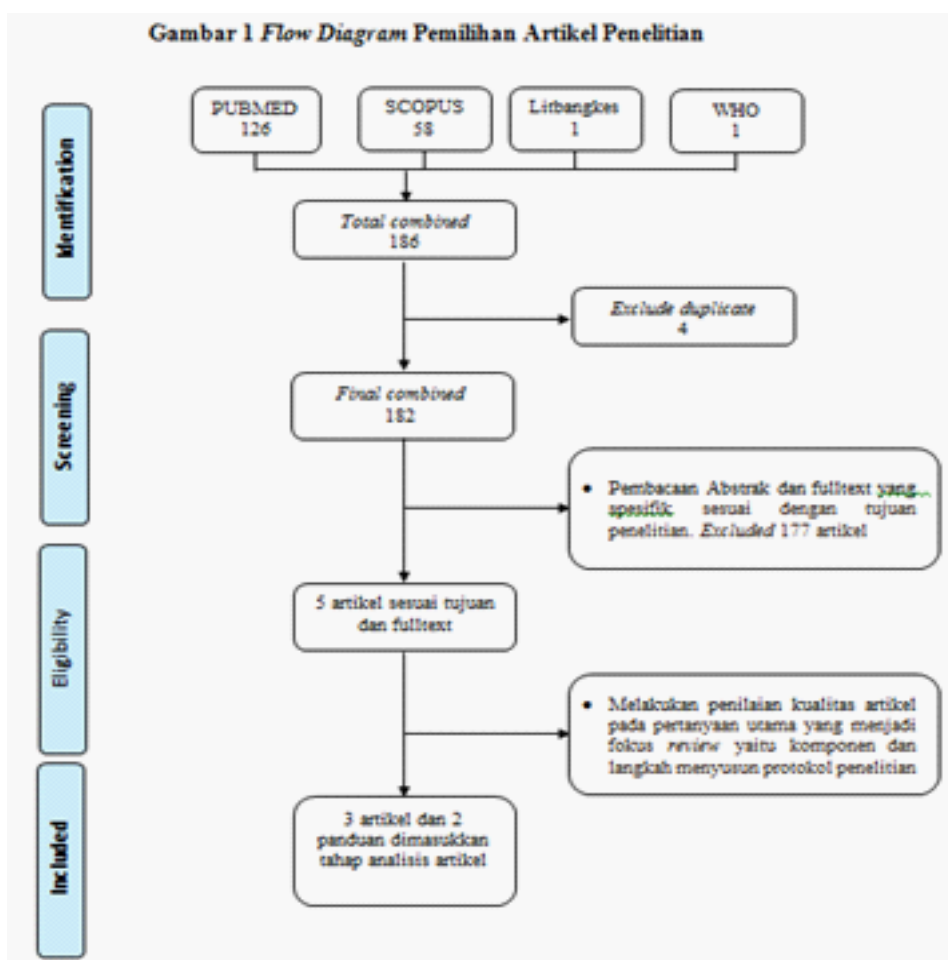 Gambar 1 Flow Diagram Pemilihan Artikel Penelitian
Identifikation
PUBMED
126
SCOPUS
58
Litbangkes
1
WHO
1
Total combined
186
Exclude duplicate
4
Screening
Final combined
182
• Pembacaan Abstrak dan fulltext yang
spesifik sesuai dengan tujuan
penelitian. Excluded 177 artikel
Eligibility
5 artikel sesuai tujuan
dan fulltext
• Melakukan penilaian kualitas artikel
pada pertanyaan utama yang menjadi
fokus review yaitu komponen dan
langkah menyusun protokol penelitian
Included
3 artikel dan 2
panduan dimasukkan
tahap analisis artikel